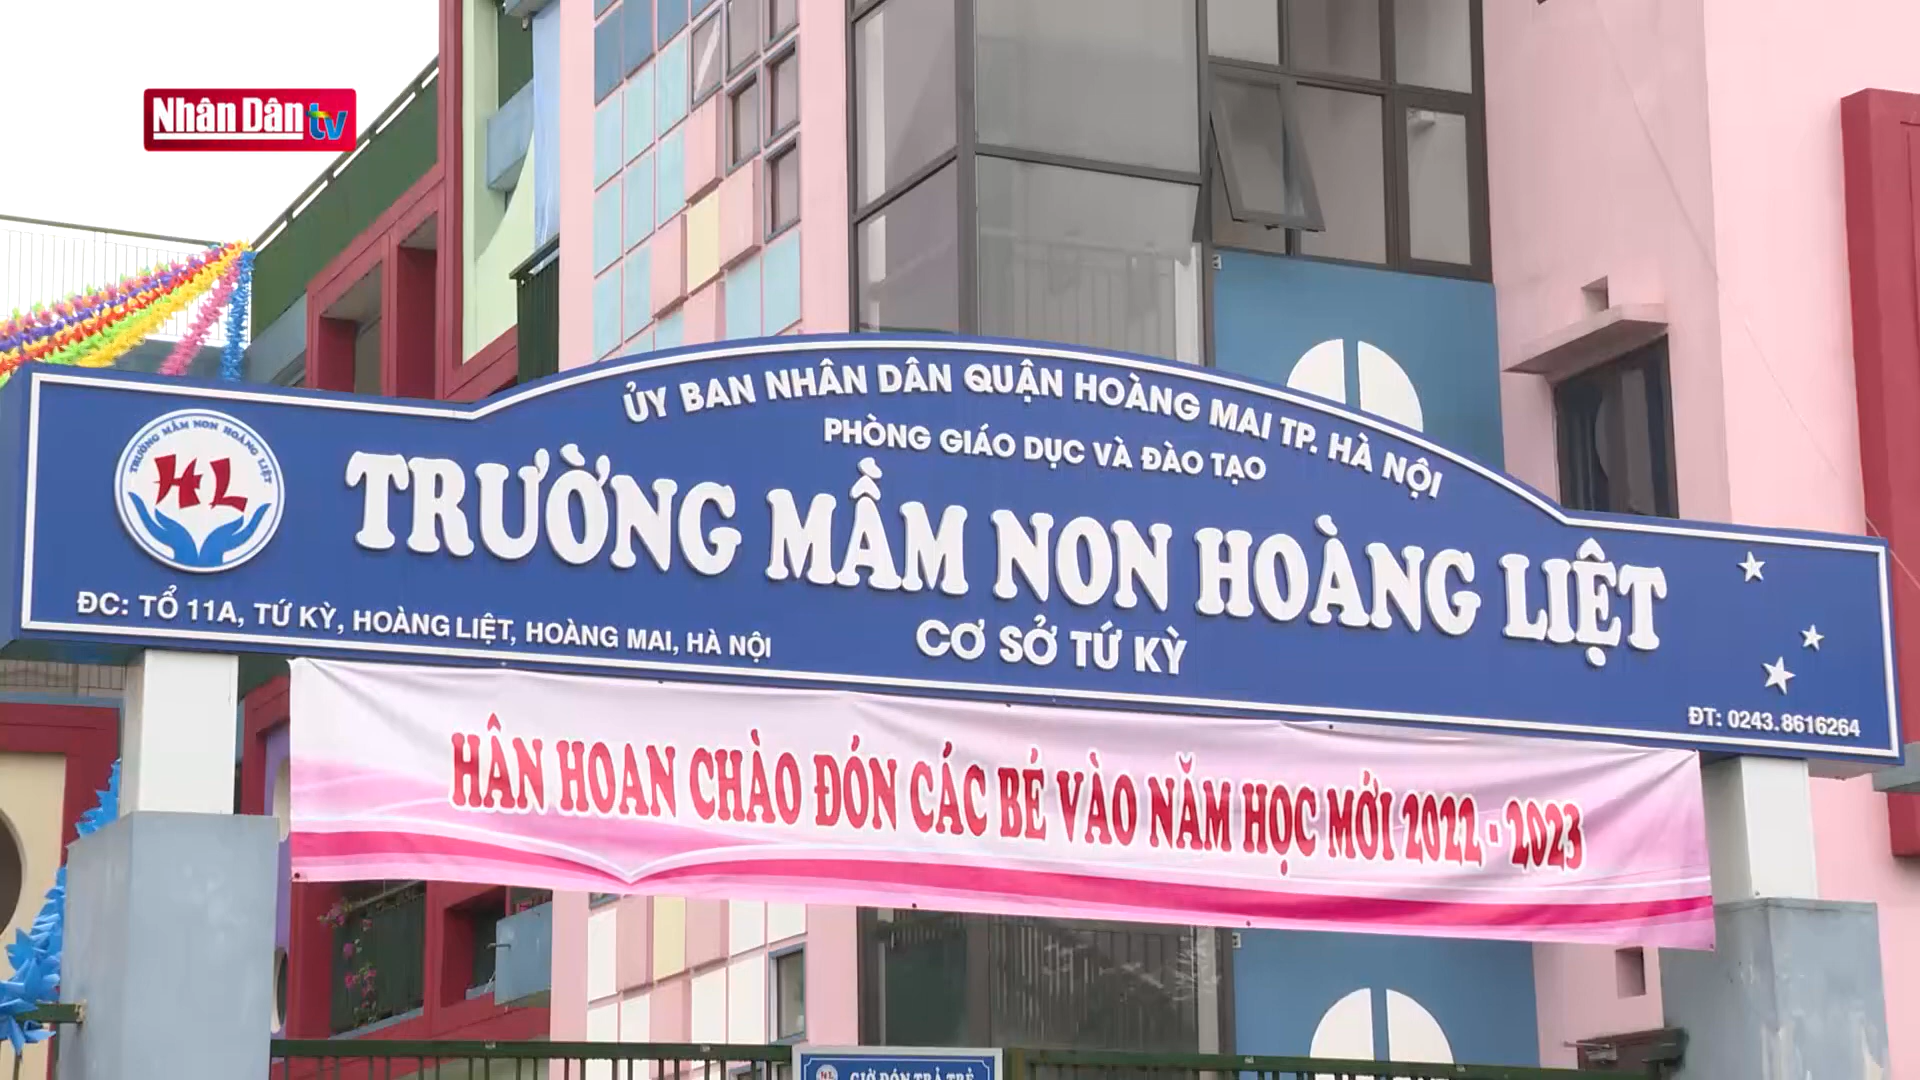 Nhân Dân tv
ỦY BAN NHÂN DÂN QUẬN HOÀNG MAI TP. HÀ NỘI
PHÒNG GIÁO DỤC VÀ ĐÀO TẠO
TRƯỜNG MẦM NON HOÀNG LIỆT
HL
TRƯỜNG MẦM NON HOÀNG LIỆT
CƠ SỞ TỨ KỲ
ĐC: TỔ 11A, TỨ KỲ, HOÀNG LIỆT, HOÀNG MAI, HÀ NỘI
ĐT: 0243.8616264
HÂN HOAN CHÀO ĐÓN CÁC BÉ VÀO NĂM HỌC MỚI 2022 - 2023
HL
GIỜ ĐÓN TRẢ TRẺ